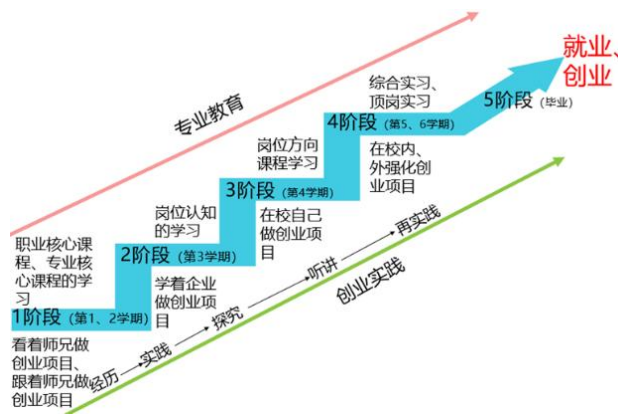 就业、
创业
专业教育
综合实习、
顶岗实习
5阶段（毕业）
4阶段（第5、6学期）
在校内、
外强化创
业项目
岗位方向
课程学习
3阶段（第4学期）
在校自己
做创业项
目
岗位认知
的学习
2阶段（第3学期）
学着企业
做创业项
目
职业核心课
程、专业核
心课程的学
习
1阶段（第1、2学期）
看着师兄做
创业项目、
跟着师兄做
创业项目
经历
实践
探究
听讲
再实践
创业实践